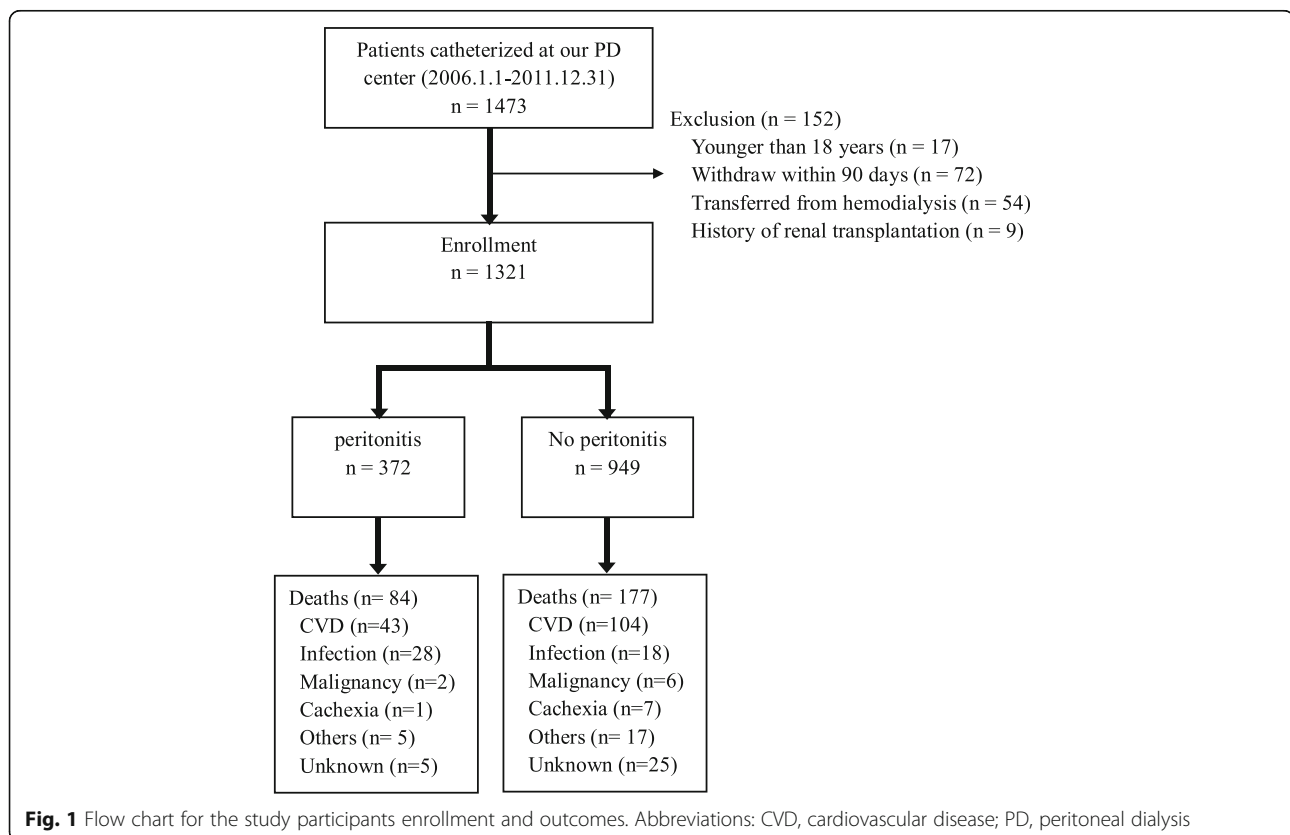 Patients catheterized at our PD
center (2006.1.1-2011.12.31)
n = 1473
Exclusion (n = 152)
Younger than 18 years (n = 17)
Withdraw within 90 days (n = 72)
Transferred from hemodialysis (n = 54)
History of renal transplantation (n = 9)
Enrollment
n = 1321
peritonitis
n = 372
No peritonitis
n = 949
Deaths (n= 84)
CVD (n=43)
Infection (n=28)
Malignancy (n=2)
Cachexia (n=1)
Others (n= 5)
Unknown (n=5)
Deaths (n= 177)
CVD (n=104)
Infection (n=18)
Malignancy (n=6)
Cachexia (n=7)
Others (n= 17)
Unknown (n=25)
Fig. 1 Flow chart for the study participants enrollment and outcomes. Abbreviations: CVD, cardiovascular disease; PD, peritoneal dialysis